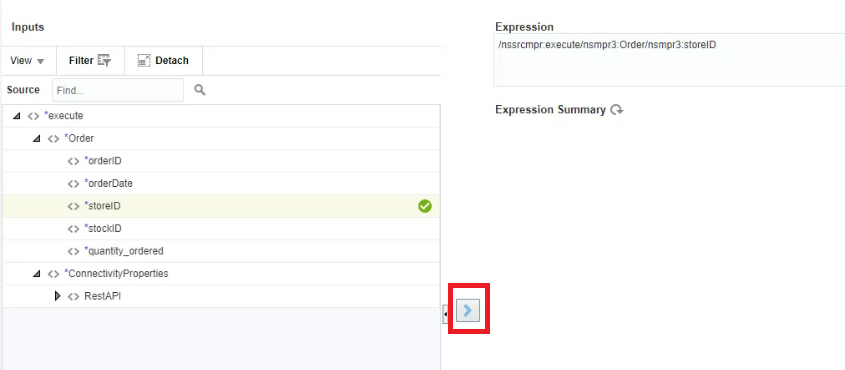 Inputs
View
Filter
Detach
Source
Find...
*execute
*Order
*orderID
*orderDate
*storeID
*stockID
*quantity_ordered
*ConnectivityProperties
RestAPI
Expression
/nssrcmpr:execute/nsmpr3:Order/nsmpr3:storeID
Expression Summary